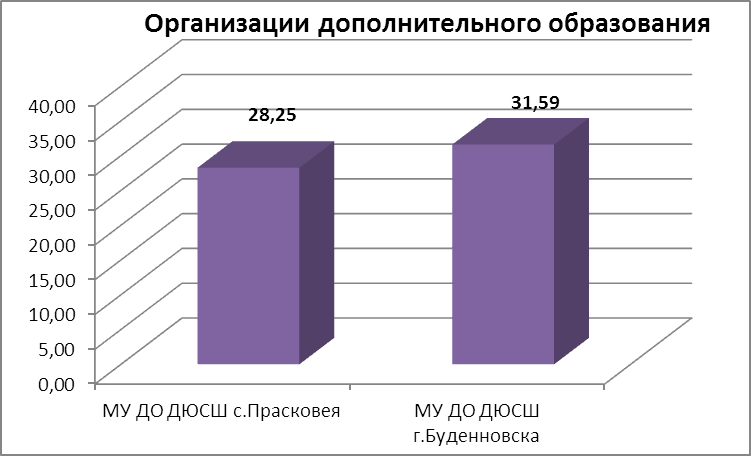 Организации дополнительного образования
40,00
35,00
30,00
25,00
20,00
15,00
10,00
5,00
0,00
28,25
31,59
МУ ДО ДЮСШ с.Прасковея
МУ ДО ДЮСШ
г.Буденновска